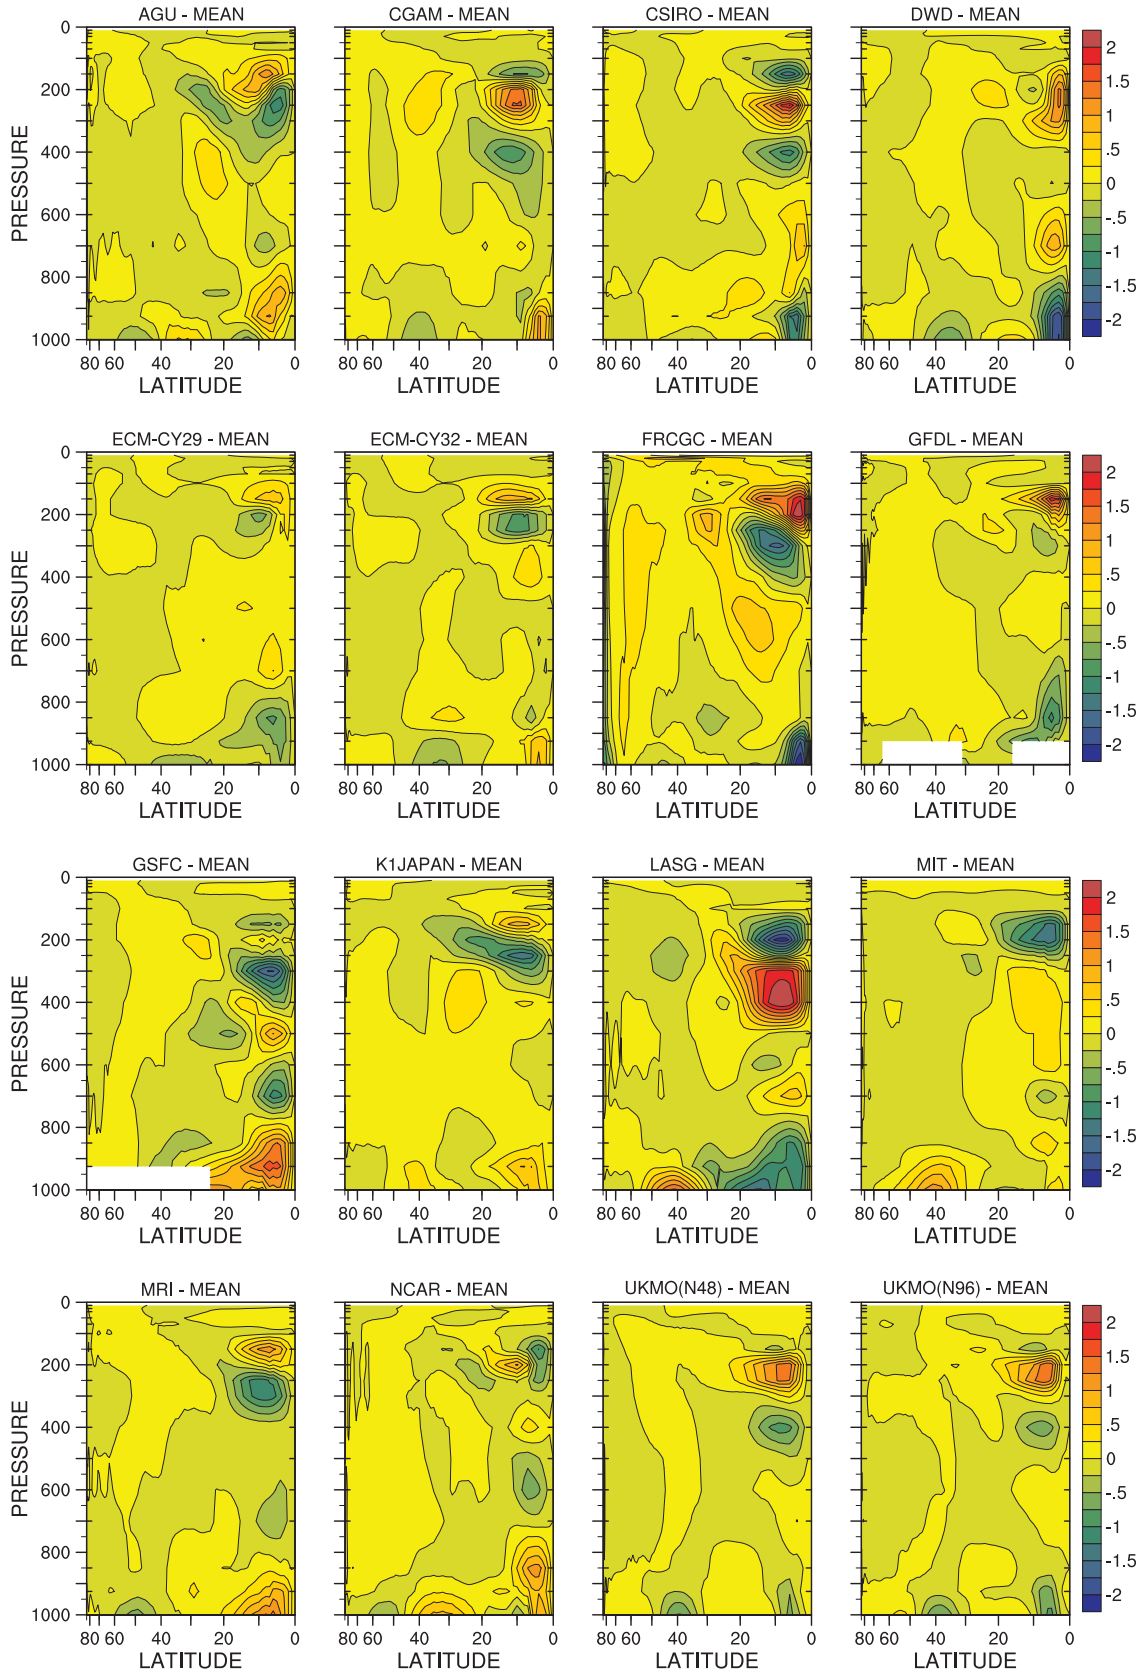 AGU - MEAN CGAM - MEAN CSIRO - MEAN DWD - MEAN
PRESSURE
0 200 400 600 800 1000
80 60 40 20 0 80 60 40 20 0 80 60 40 20 0 80 60 40 20 0
LATITUDE LATITUDE LATITUDE LATITUDE
2 1.5 1 .5 0 -.5 -1 -1.5 -2
ECM-CY29 - MEAN ECM-CY32 - MEAN FRCGC - MEAN GFDL - MEAN
PRESSURE
0 200 400 600 800 1000
80 60 40 20 0 80 60 40 20 0 80 60 40 20 0 80 60 40 20 0
LATITUDE LATITUDE LATITUDE LATITUDE
2 1.5 1 .5 0 -.5 -1 -1.5 -2
GSFC - MEAN K1JAPAN - MEAN LASG - MEAN MIT - MEAN
PRESSURE
0 200 400 600 800 1000
80 60 40 20 0 80 60 40 20 0 80 60 40 20 0 80 60 40 20 0
LATITUDE LATITUDE LATITUDE LATITUDE
2 1.5 1 .5 0 -.5 -1 -1.5 -2
MRI - MEAN NCAR - MEAN UKMO(N48) - MEAN UKMO(N96) - MEAN
PRESSURE
0 200 400 600 800 1000
80 60 40 20 0 80 60 40 20 0 80 60 40 20 0 80 60 40 20 0
LATITUDE LATITUDE LATITUDE LATITUDE
2 1.5 1 .5 0 -.5 -1 -1.5 -2